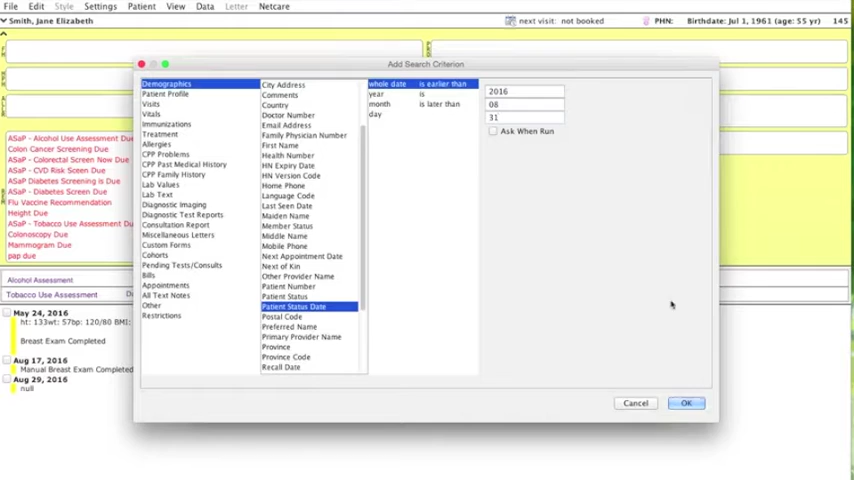 File Edit Style Settings Patient View Data Letter Netcare
Smith, Jane Elizabeth next visit: not booked PHN: Birthdate: Jul 1, 1961 (age: 55 yr) 145
Add Search Criterion
Demographics
Patient Profile
Visits
Vitals
Immunizations
Treatment
Allergies
CPP Problems
CPP Past Medical History
CPP Family History
Lab Values
Lab Text
Diagnostic Imaging
Diagnostic Test Reports
Consultation Report
Miscellaneous Letters
Custom Forms
Cohorts
Pending Tests/Consults
Bills
Appointments
All Text Notes
Other
Restrictions
City Address
Comments
Country
Doctor Number
Email Address
Family Physician Number
First Name
Health Number
HN Expiry Date
HN Version Code
Home Phone
Language Code
Last Seen Date
Maiden Name
Member Status
Middle Name
Mobile Phone
Next Appointment Date
Next of Kin
Other Provider Name
Patient Number
Patient Status
Patient Status Date
Postal Code
Preferred Name
Primary Provider Name
Province
Province Code
Recall Date
whole date
year
month
day
is earlier than
is
is later than
2016
08
31
Ask When Run
Cancel OK
ASaP - Alcohol Use Assessment Du
Colon Cancer Screening Due
ASaP - Colorectal Screen Now Due
ASaP - CVD Risk Sceen Due
ASaP Diabetes Screening is Due
ASaP - Diabetes Screen Due
Flu Vaccine Recommendation
Height Due
ASaP - Tobacco Use Assessment Du
Colonoscopy Due
Mammogram Due
pap due
Alcohol Assessment
Tobacco Use Assessment
May 24, 2016
ht: 133wt: 57bp: 120/80 BMI:
Breast Exam Completed
Aug 17, 2016
Manual Breast Exam Completed
Aug 29, 2016
null